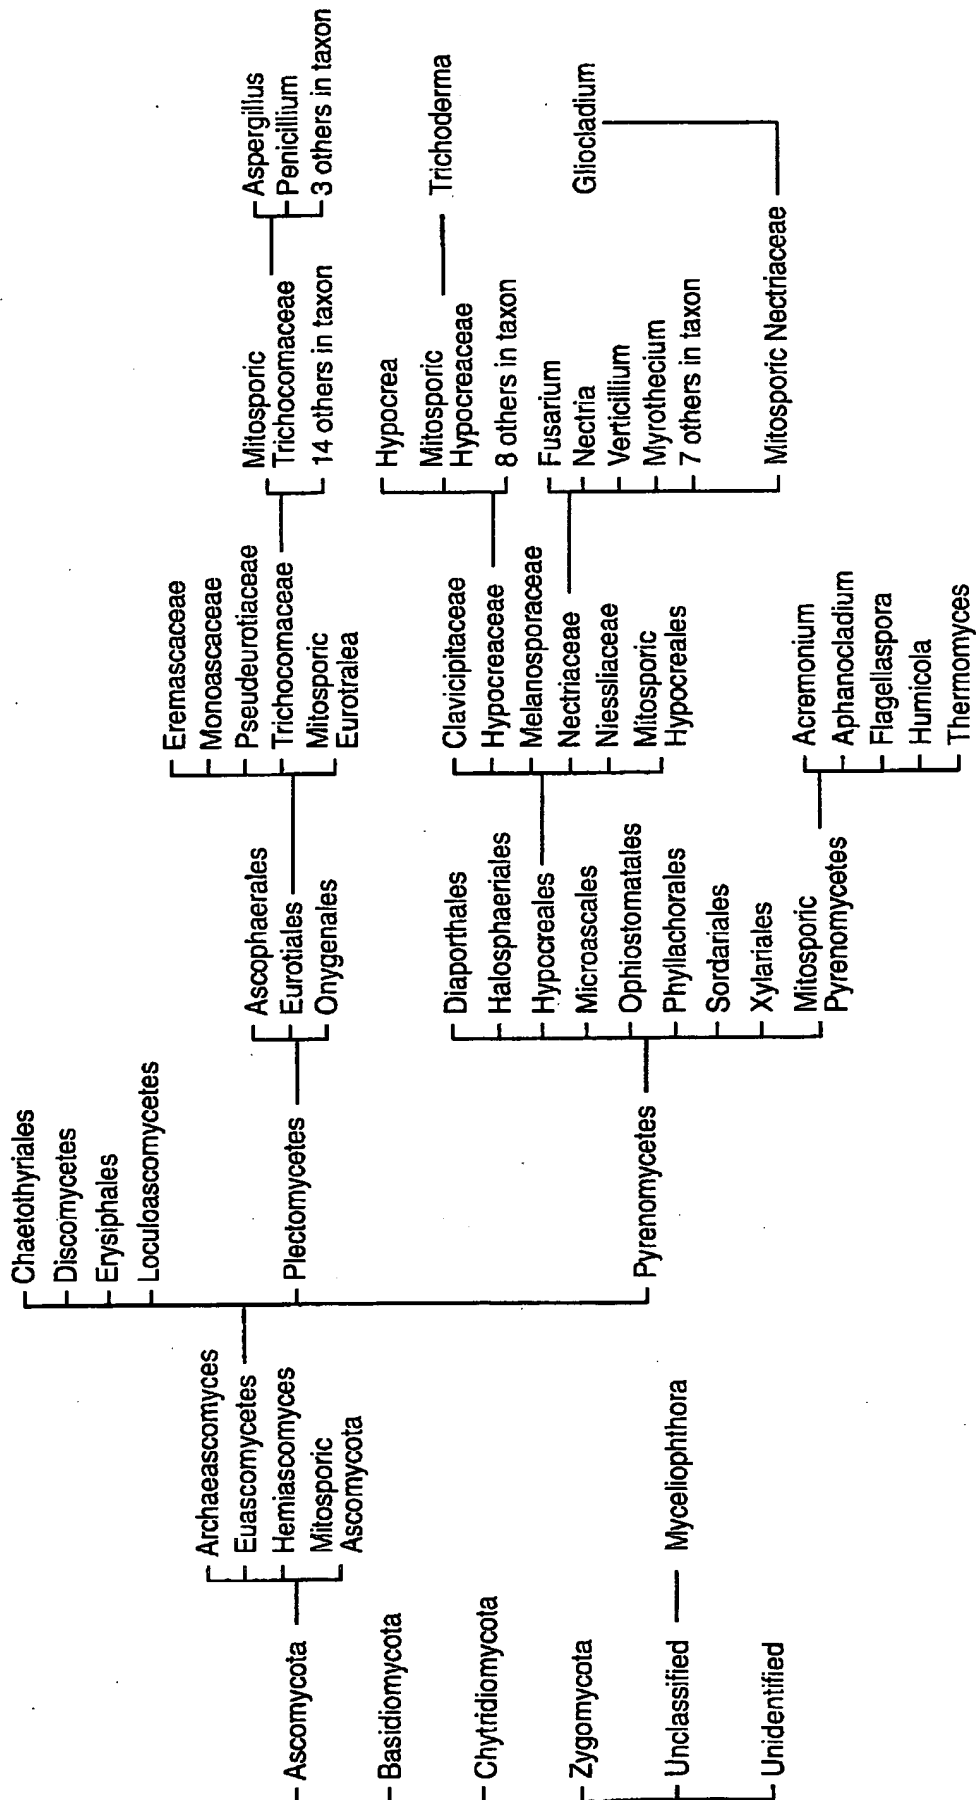 Ascomycota
Basidiomycota
Chytridiomycota
Zygomycota
Unclassified
Unidentified
Myceliophthora
Archaeascomyces
Euascomycetes
Hemiascomyces
Mitosporic
Ascomycota
Chaetothyriales
Discomycetes
Erysiphales
Loculoascomycetes
Plectomycetes
Pyrenomycetes
Ascophaerales
Eurotiales
Onygenales
Diaporthales
Halosphaeriales
Hypocreales
Microascales
Ophiostomatales
Phyllachorales
Sordariales
Xylariales
Mitosporic
Pyrenomycetes
Eremascaceae
Monoascaceae
Pseudeurotiaceae
Trichocomaceae
Mitosporic
Eurotralea
Clavicipitaceae
Hypocreaceae
Melanosporaceae
Nectriaceae
Niessliaceae
Mitosporic
Hypocreales
Acremonium
Aphanocladium
Flagellaspora
Humicola
Thermomyces
Mitosporic
Trichocomaceae
14 others in taxon
Hypocrea
Mitosporic
Hypocreaceae
8 others in taxon
Fusarium
Nectria
Verticillium
Myrothecium
7 others in taxon
Mitosporic Nectriaceae
Aspergillus
Penicillium
3 others in taxon
Trichoderma
Gliocladium